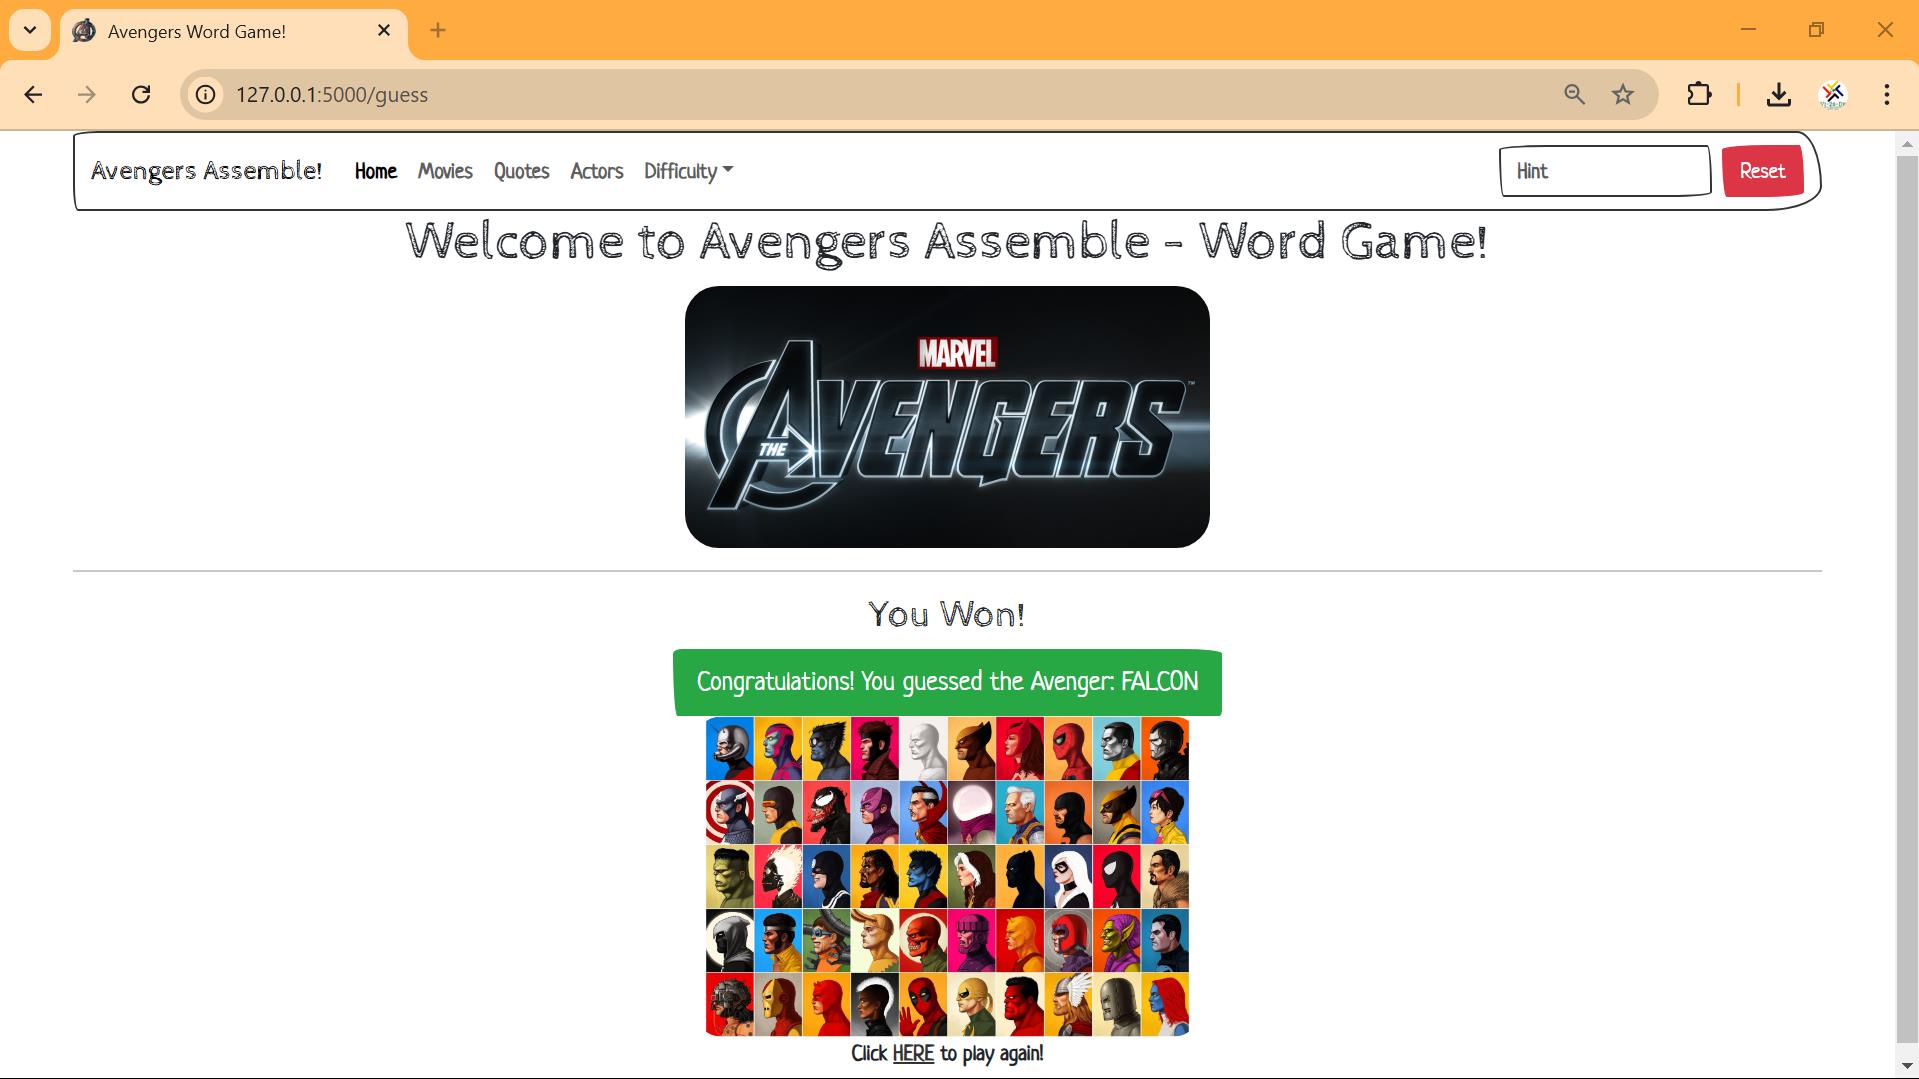 Avengers Word Game!
127.0.0.1:5000/guess
Avengers Assemble! Home Movies Quotes Actors Difficulty Hint Reset
Welcome to Avengers Assemble - Word Game!
MARVEL
THE AVENGERS™
You Won!
Congratulations! You guessed the Avenger: FALCON
Click HERE to play again!